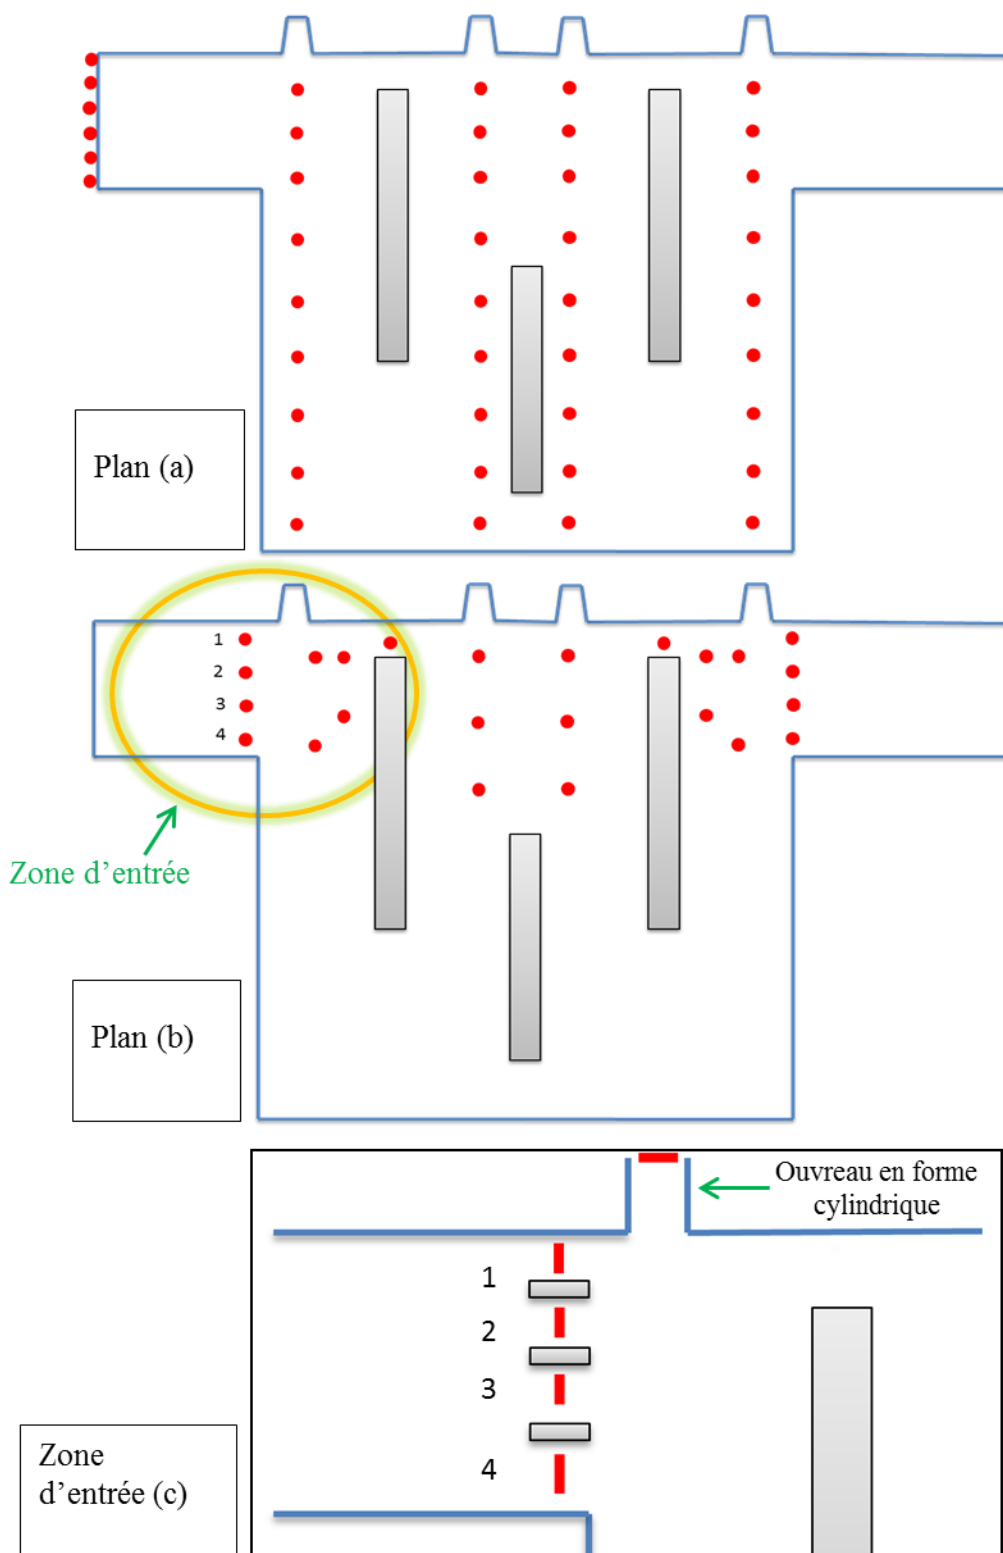 Plan (a)
1
2
3
4
Zone d’entrée
Plan (b)
Ouvreau en forme
cylindrique
1
2
3
4
Zone
d’entrée (c)